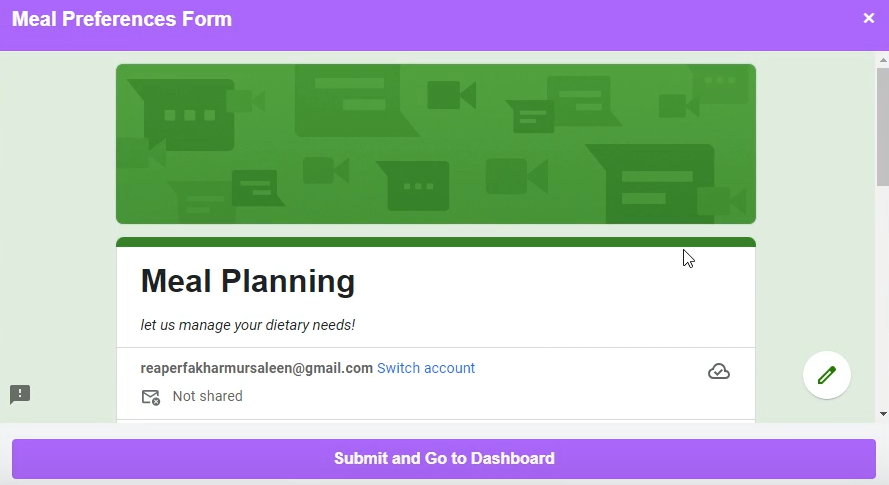 Meal Preferences Form
Meal Planning
let us manage your dietary needs!
reaperfakharmursaleen@gmail.com Switch account
Not shared
Submit and Go to Dashboard